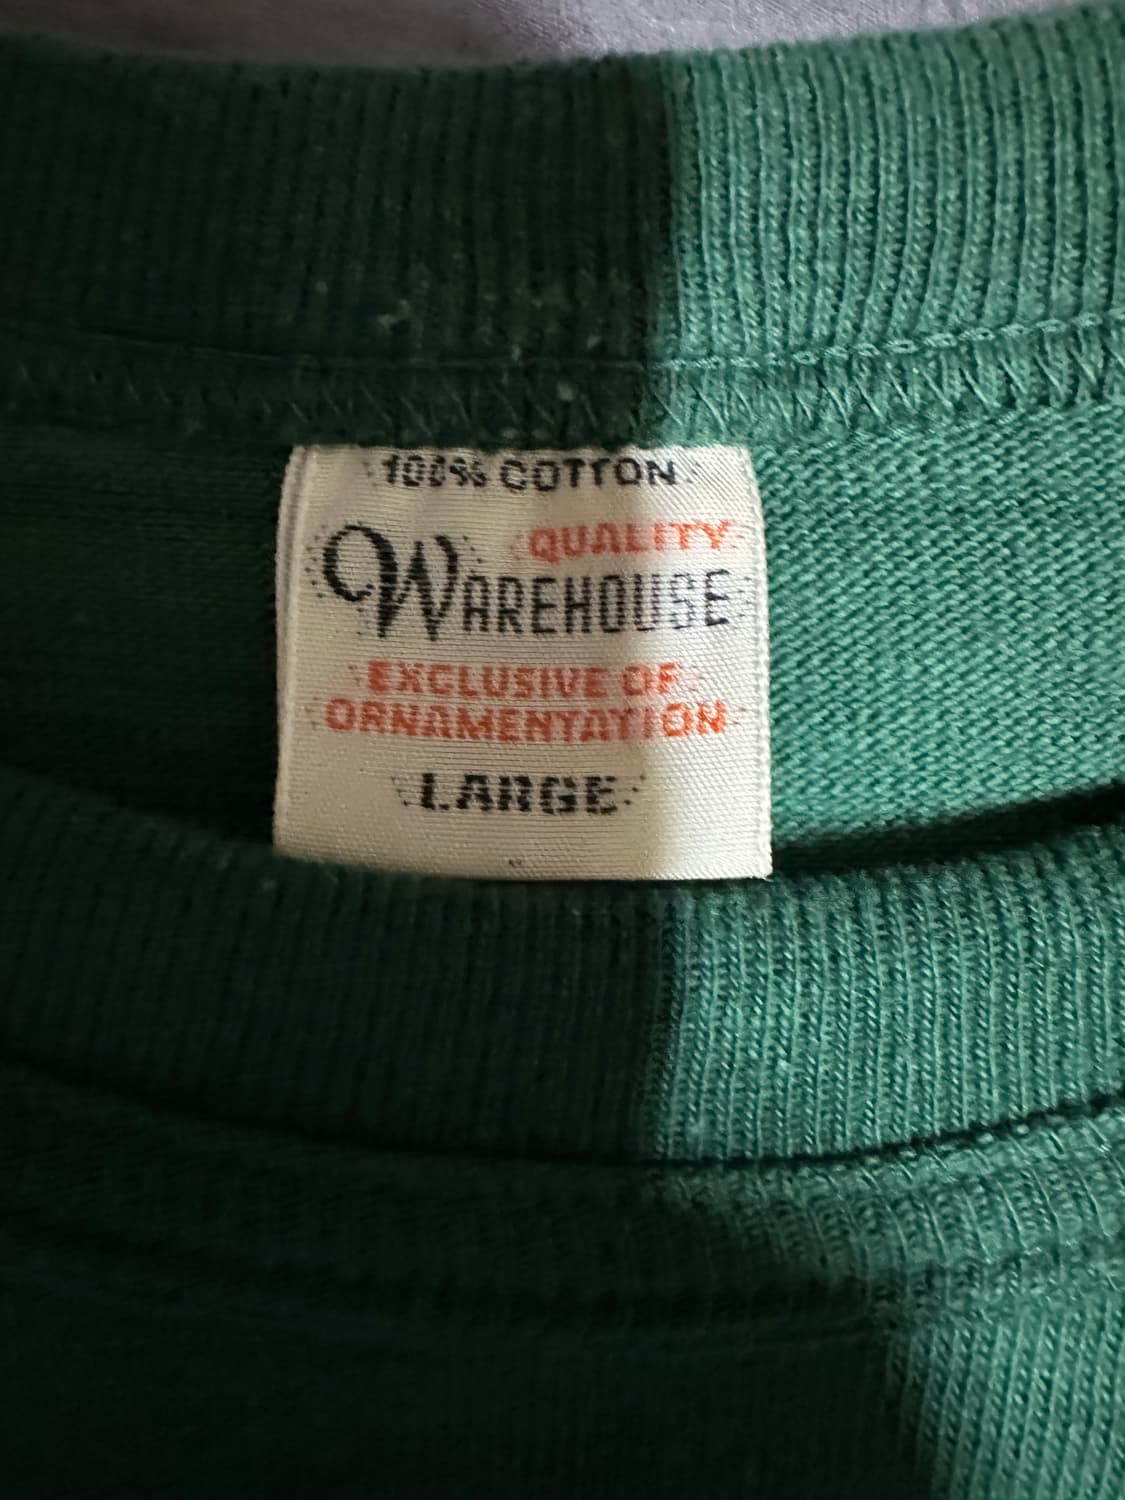 100% COTTON
QUALITY
WAREHOUSE
EXCLUSIVE OF
ORNAMENTATION
LARGE